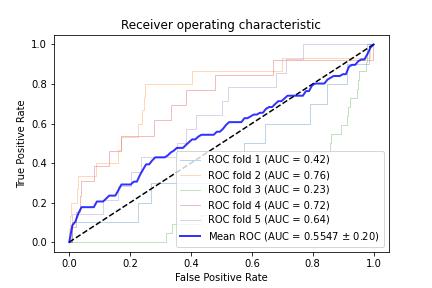 Receiver operating characteristic
1.0
0.8
0.6
0.4
0.2
0.0
True Positive Rate
ROC fold 1 (AUC = 0.42)
ROC fold 2 (AUC = 0.76)
ROC fold 3 (AUC = 0.23)
ROC fold 4 (AUC = 0.72)
ROC fold 5 (AUC = 0.64)
Mean ROC (AUC = 0.5547 ± 0.20)
0.0 0.2 0.4 0.6 0.8 1.0
False Positive Rate